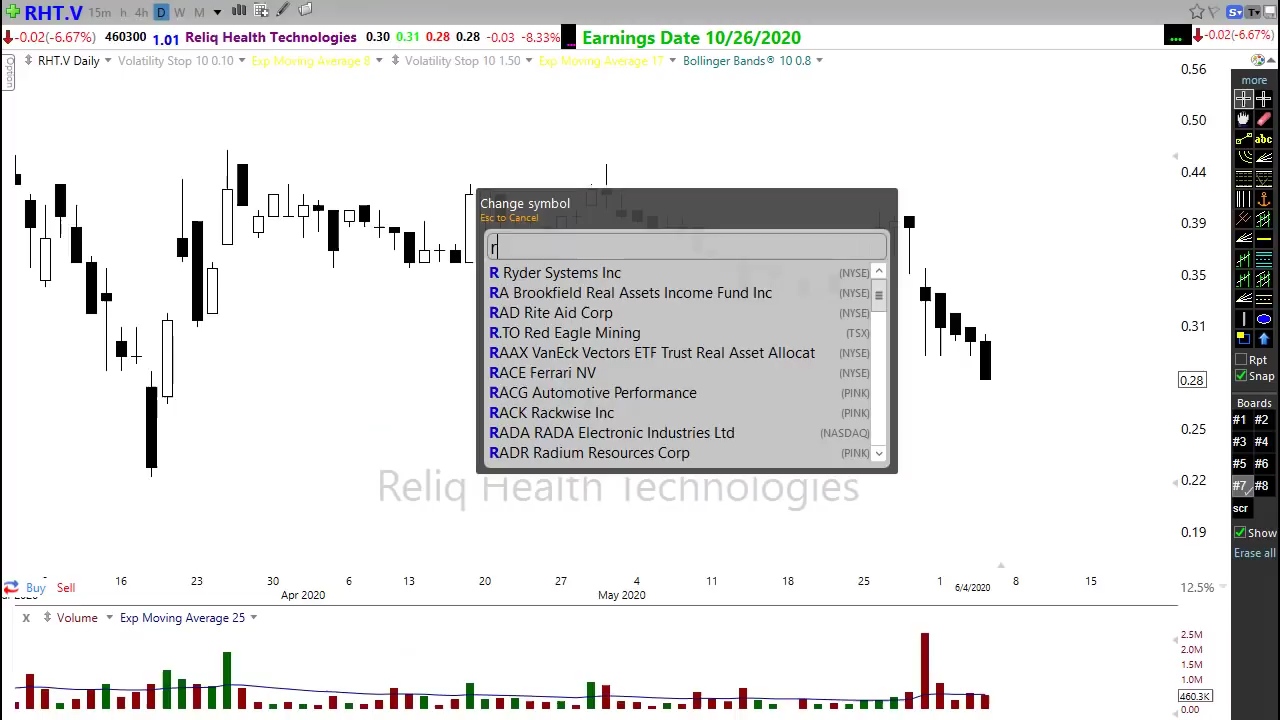 RHT.V 15m h 4h D W M
-0.02(-6.67%) 460300 1.01 Reliq Health Technologies 0.30 0.31 0.28 0.28 -0.03 -8.33% ... Earnings Date 10/26/2020 ... -0.02(-6.67%)
Option
RHT.V Daily Volatility Stop 10 0.10 Exp Moving Average 8 Volatility Stop 10 1.50 Exp Moving Average 17 Bollinger Bands® 10 0.8
0.56
0.50
0.44
0.39
0.35
0.31
0.28
0.25
0.22
0.19
Change symbol
Esc to Cancel
r
R Ryder Systems Inc (NYSE)
RA Brookfield Real Assets Income Fund Inc (NYSE)
RAD Rite Aid Corp (NYSE)
R.TO Red Eagle Mining (TSX)
RAAX VanEck Vectors ETF Trust Real Asset Allocat (NYSE)
RACE Ferrari NV (NYSE)
RACG Automotive Performance (PINK)
RACK Rackwise Inc (PINK)
RADA RADA Electronic Industries Ltd (NASDAQ)
RADR Radium Resources Corp (PINK)
Reliq Health Technologies
16 23 30 6 13 20 27 4 11 18 25 1 8 15
Apr 2020 May 2020 6/4/2020
Buy Sell
12.5%
x Volume Exp Moving Average 25
2.5M
2.0M
1.5M
1.0M
460.3K
0.00
more
abc
Rpt
Snap
Boards
#1 #2
#3 #4
#5 #6
#7 #8
scr
Show
Erase all